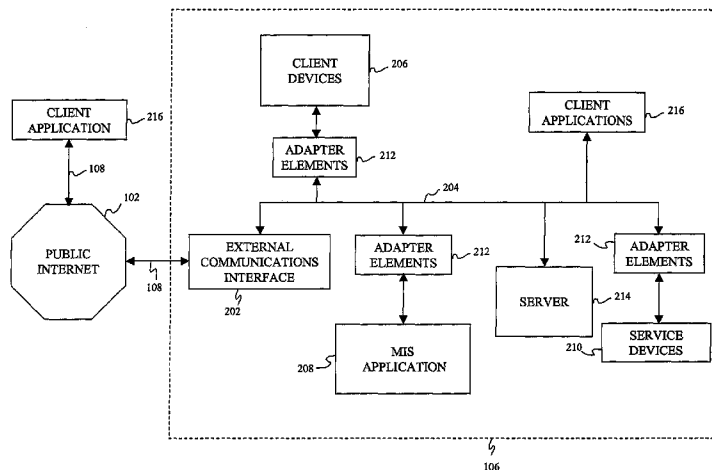 CLIENT
DEVICES
206
CLIENT
APPLICATION
216
CLIENT
APPLICATIONS
216
108
ADAPTER
ELEMENTS
212
102
204
PUBLIC
INTERNET
108
EXTERNAL
COMMUNICATIONS
INTERFACE
202
ADAPTER
ELEMENTS
212
SERVER
214
212
ADAPTER
ELEMENTS
MIS
APPLICATION
208
SERVICE
DEVICES
210
106